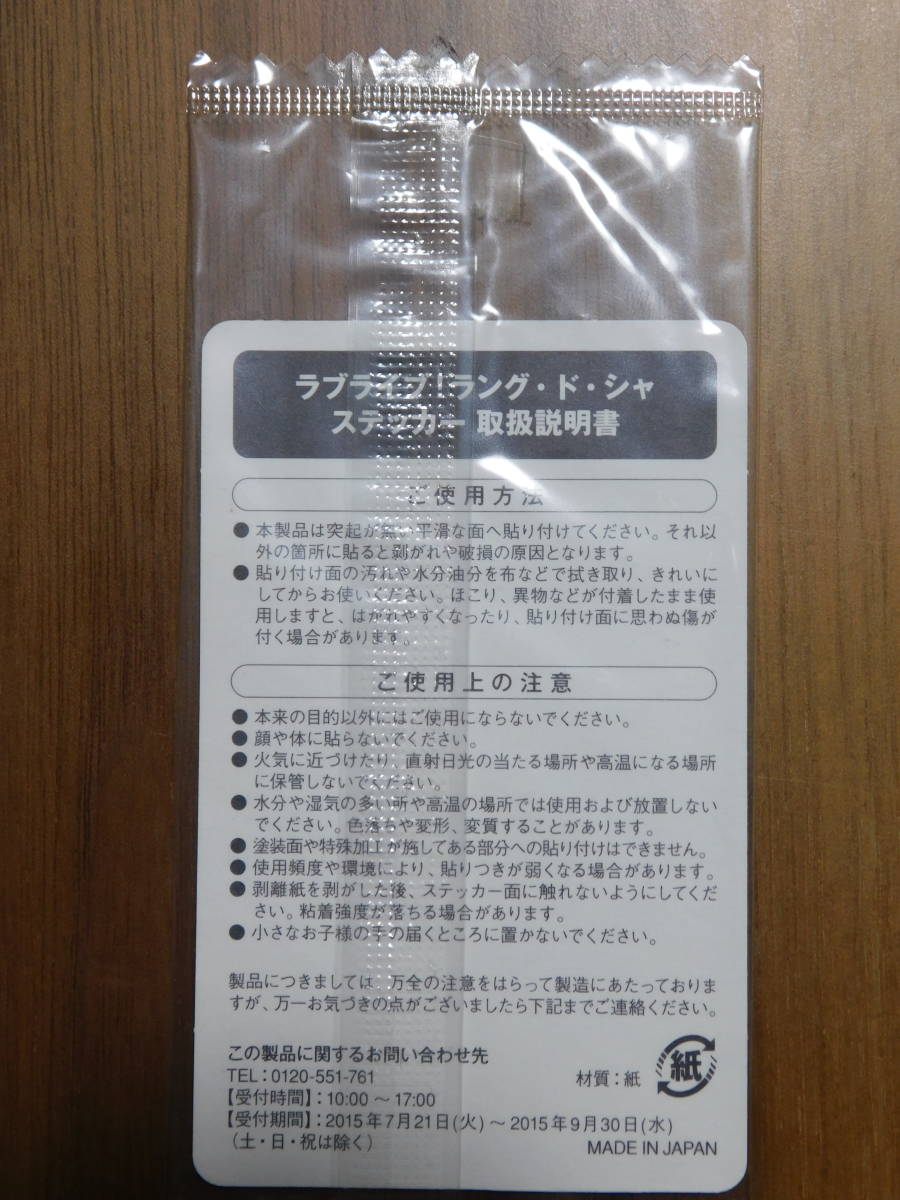 ラブライブ!ラング・ド・シャ
ステッカー 取扱説明書
ご使用方法
● 本製品は突起が無い平滑な面へ貼り付けてください。それ以
外の箇所に貼ると剥がれや破損の原因となります。
● 貼り付け面の汚れや水分油分を布などで拭き取り、きれいに
してからお使いください。ほこり、異物などが付着したまま使
用しますと、はがれやすくなったり、貼り付け面に思わぬ傷が
付く場合があります。
ご使用上の注意
● 本来の目的以外にはご使用にならないでください。
● 顔や体に貼らないでください。
● 火気に近づけたり、直射日光の当たる場所や高温になる場所
に保管しないでください。
● 水分や湿気の多い所や高温の場所では使用および放置しない
でください。色落ちや変形、変質することがあります。
● 塗装面や特殊加工が施してある部分への貼り付けはできません。
● 使用頻度や環境により、貼りつきが弱くなる場合があります。
● 剥離紙を剥がした後、ステッカー面に触れないようにしてくだ
さい。粘着強度が落ちる場合があります。
● 小さなお子様の手の届くところに置かないでください。
製品につきましては、万全の注意をはらって製造にあたっておりま
すが、万一お気づきの点がございましたら下記までご連絡ください。
この製品に関するお問い合わせ先
TEL:0120-551-761
材質:紙
紙
【受付時間】:10:00 ～17:00
【受付期間】:2015年7月21日(火) ～2015年9月30日(水)
(土・日・祝は除く)
MADE IN JAPAN